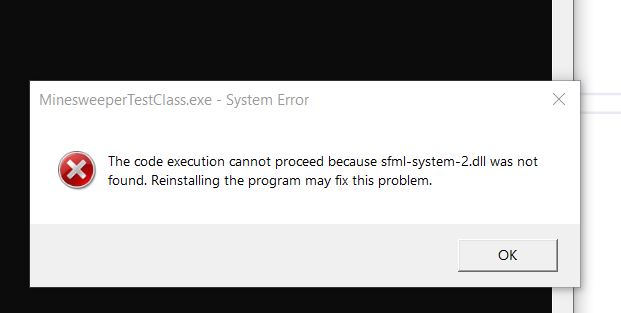 MinesweeperTestClass.exe - System Error
The code execution cannot proceed because sfml-system-2.dll was not
found. Reinstalling the program may fix this problem.
OK